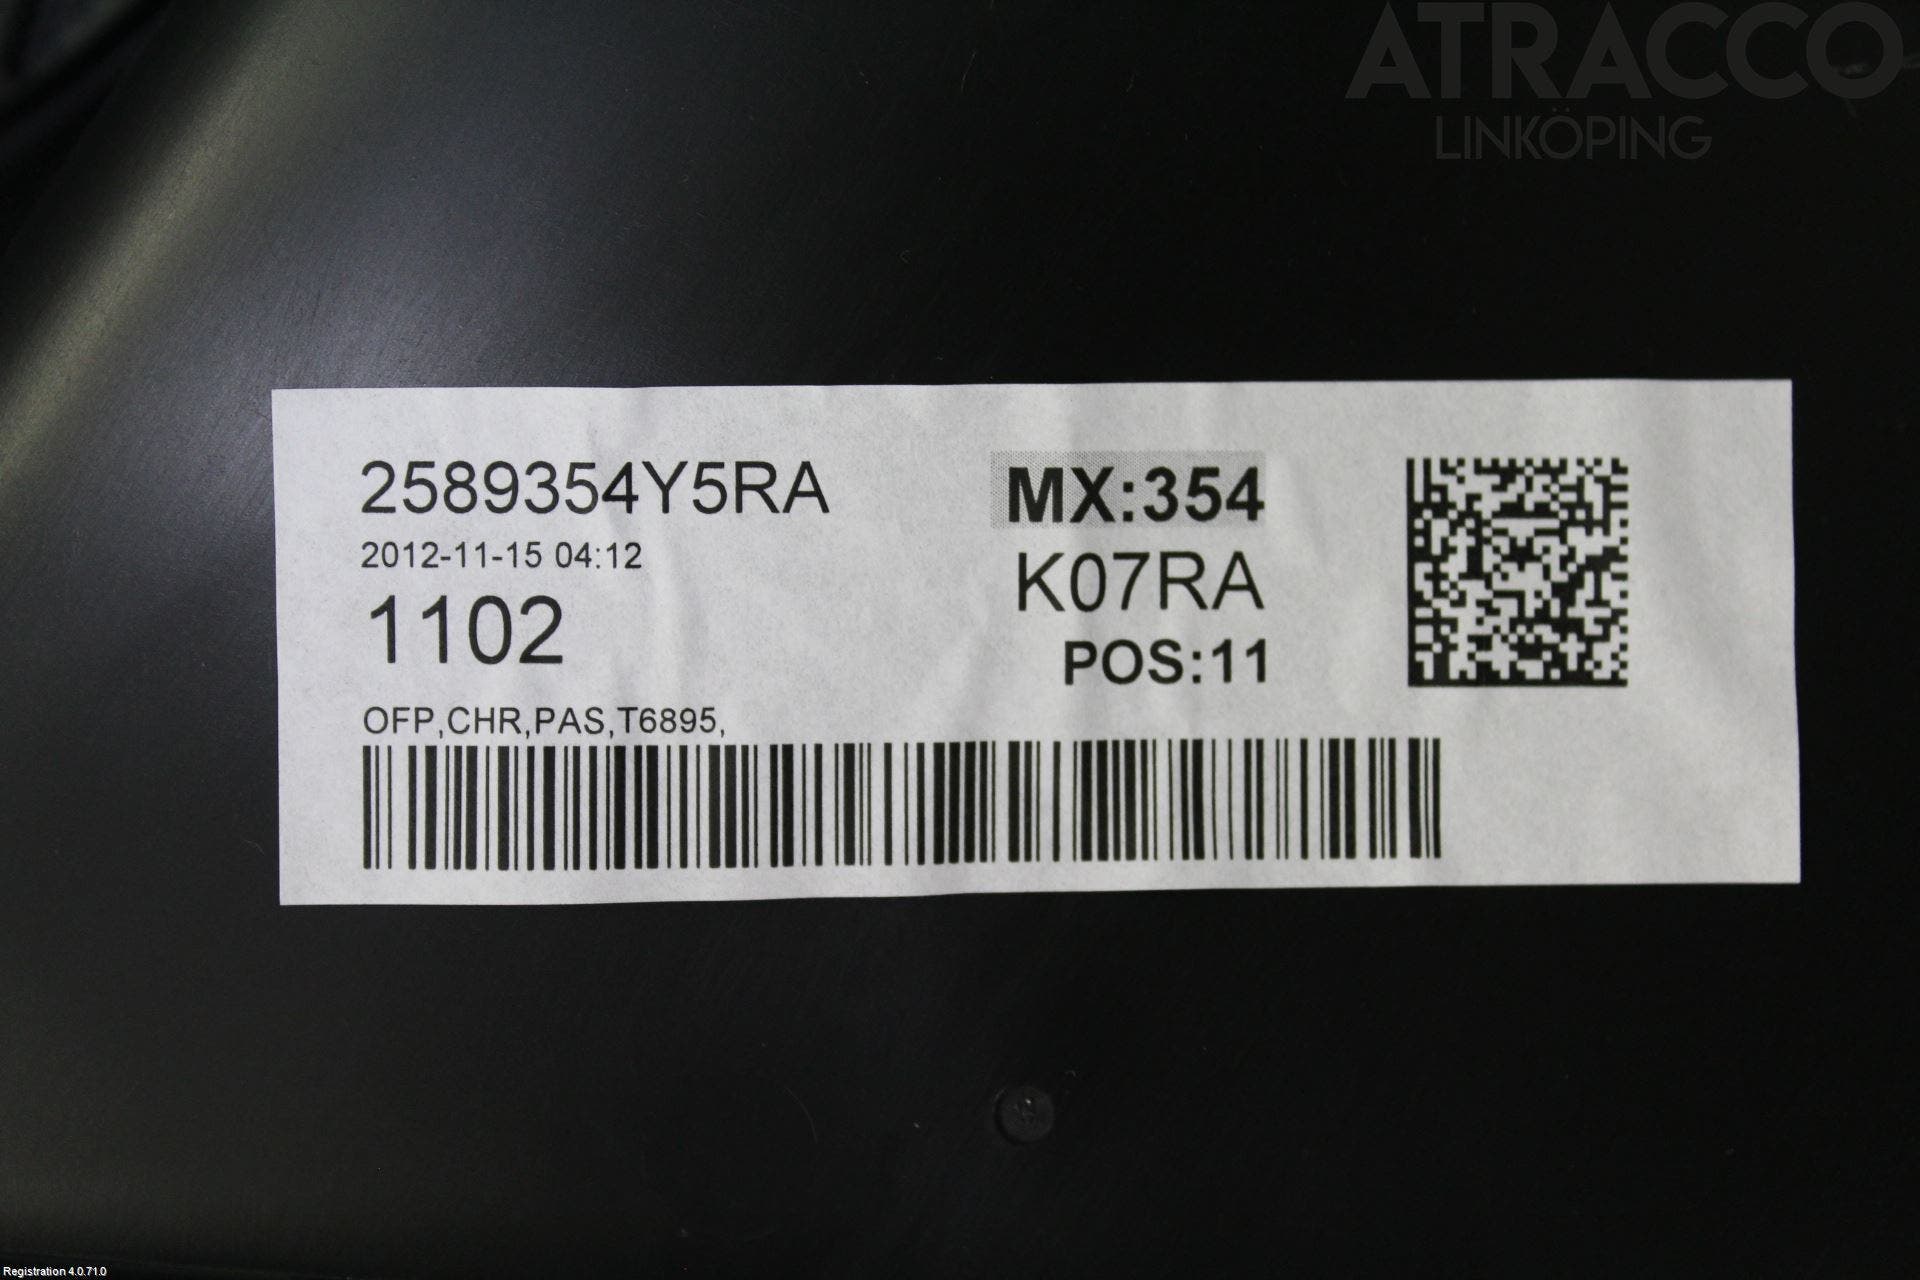 ATRACCO
LINKÖPING
2589354Y5RA
2012-11-15 04:12
1102
OFP,CHR,PAS,T6895,
MX:354
K07RA
POS:11
Registration 4.0.71.0